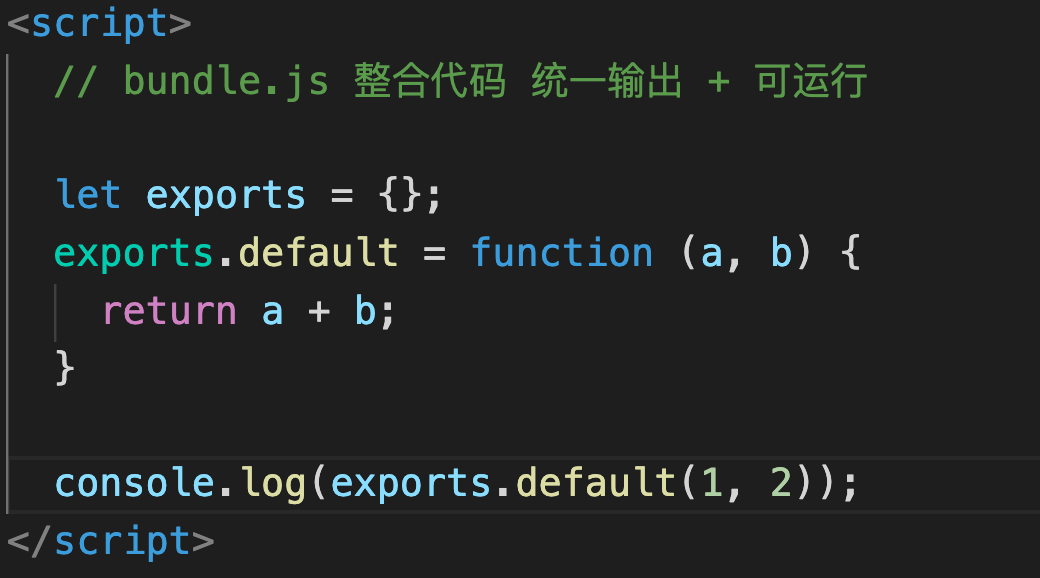 <script>
// bundle.js 整合代码 统一输出 + 可运行
let exports = {};
exports.default = function (a, b) {
return a + b;
}
console.log(exports.default(1, 2));
</script>